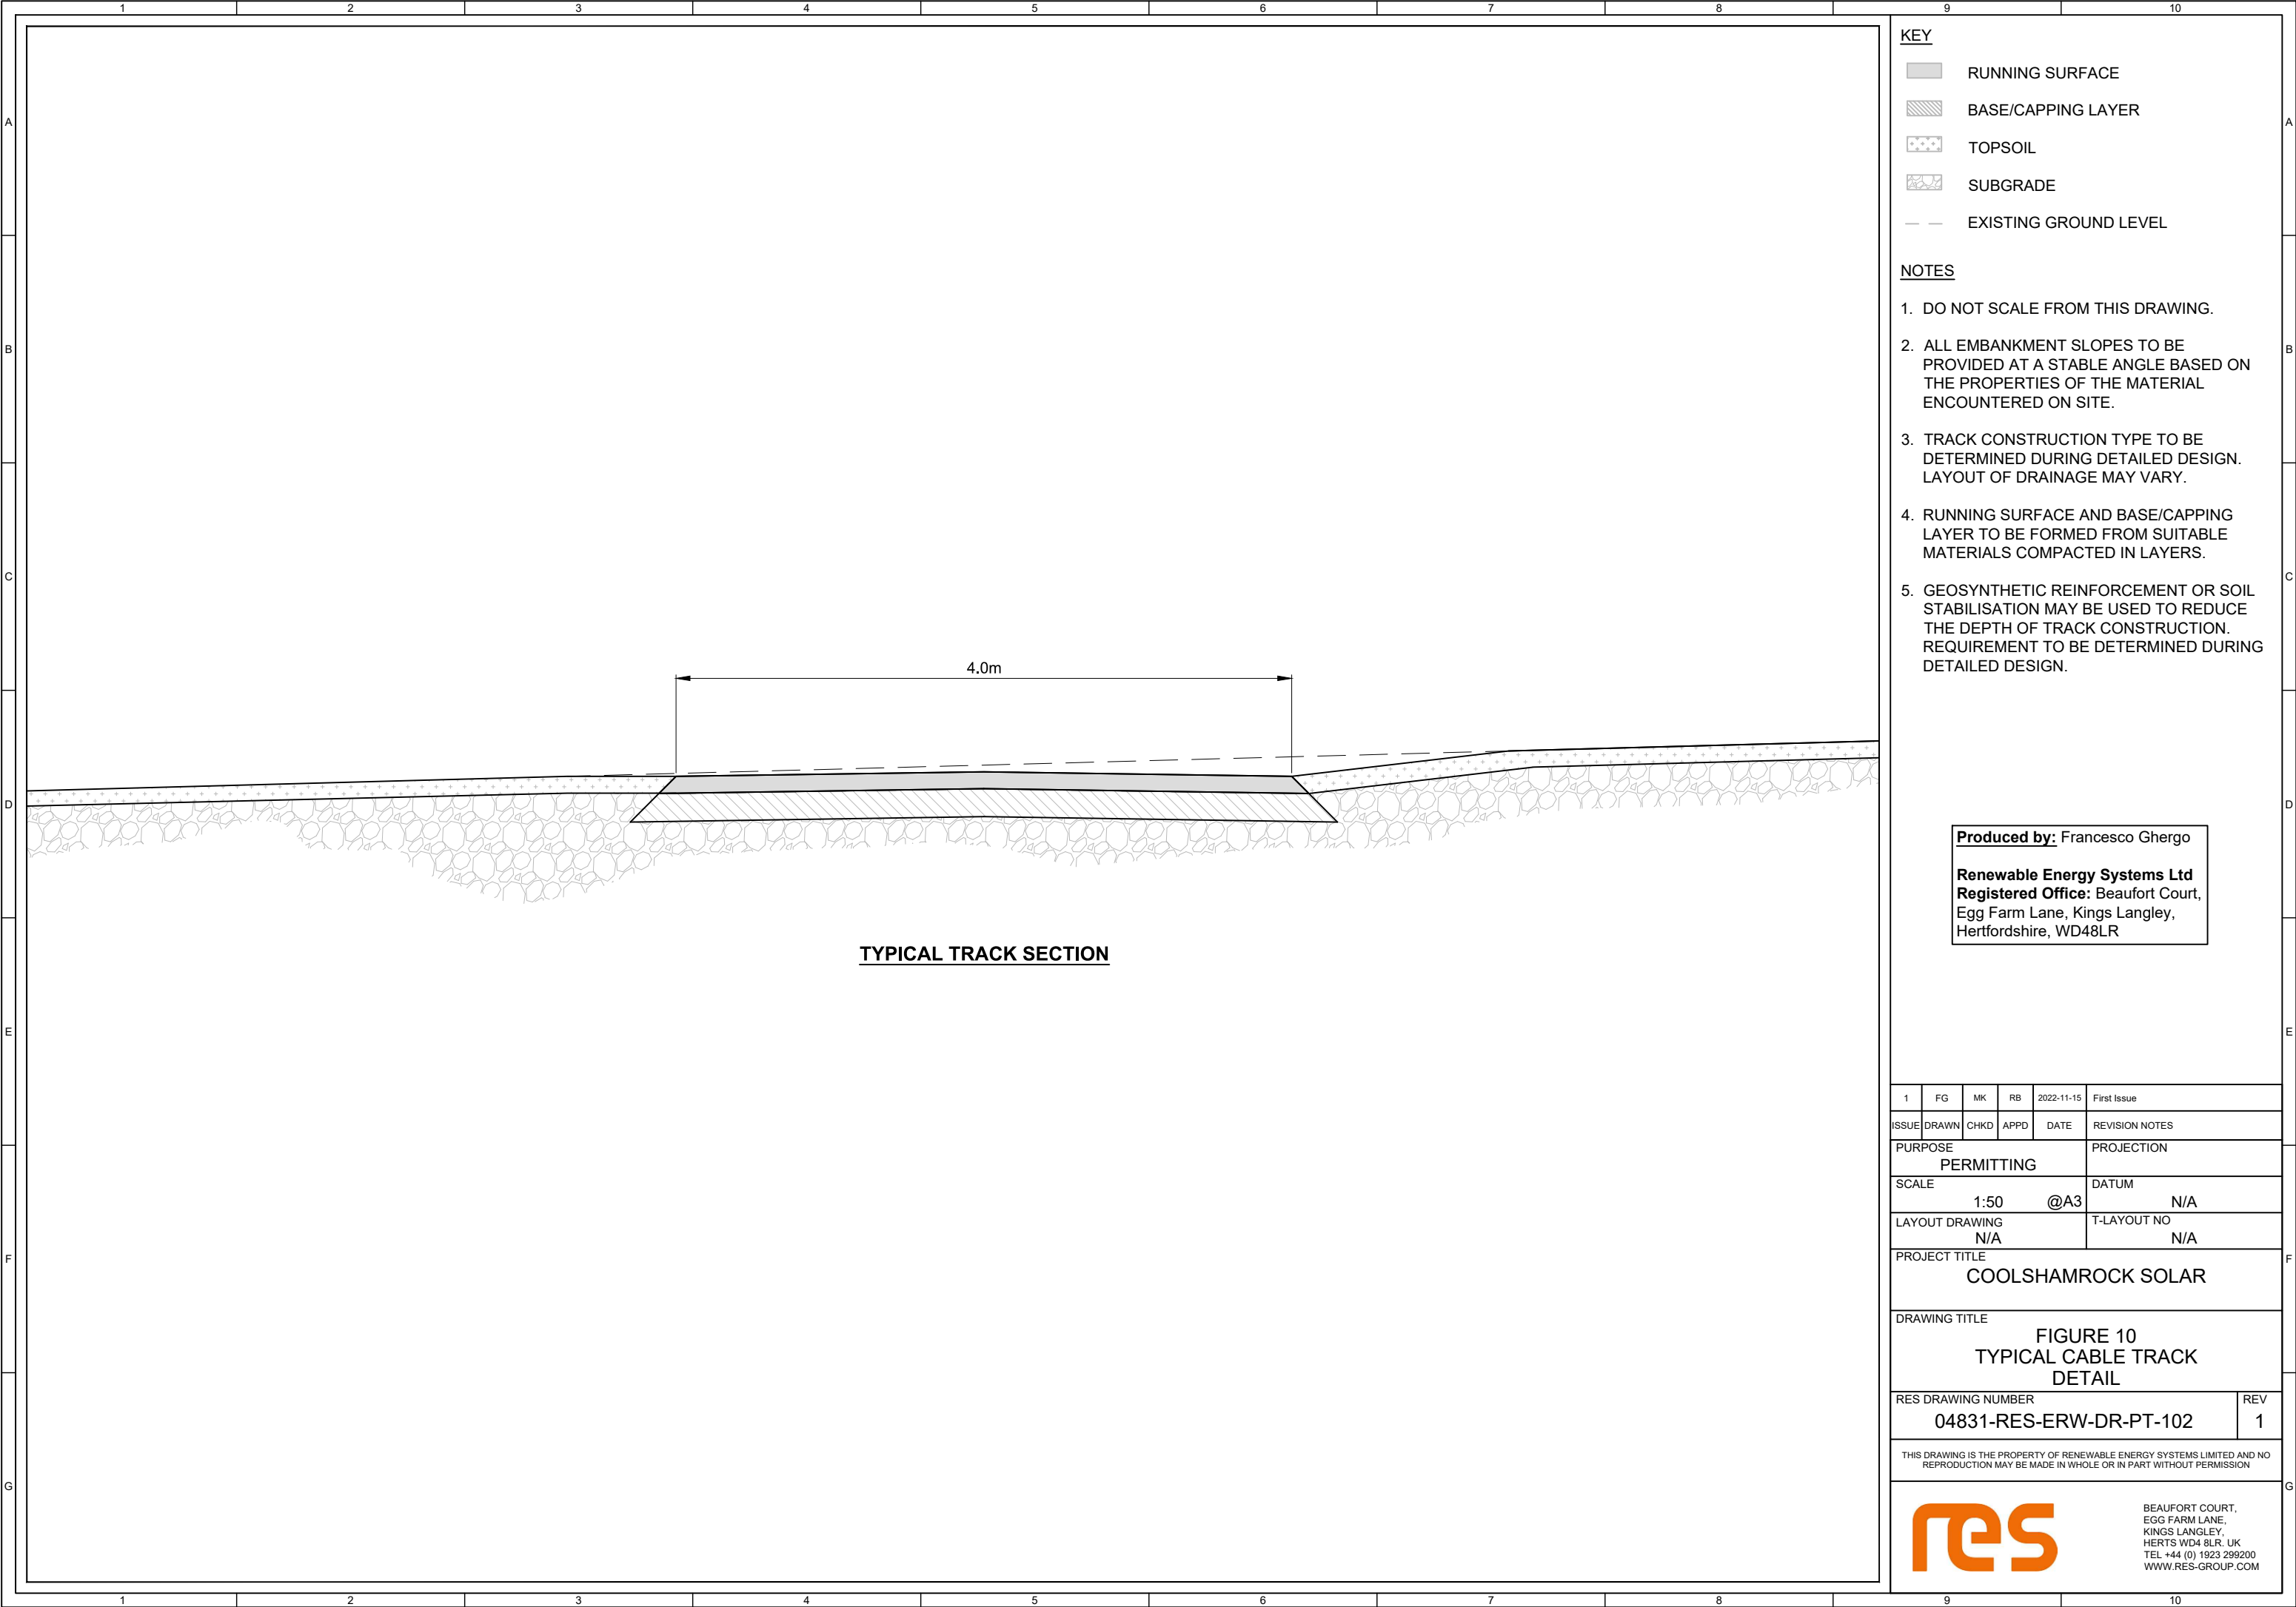 1 2 3 4 5 6 7 8 9 10
A A
B B
C C
D D
E E
F F
G G
4.0m
TYPICAL TRACK SECTION
KEY
RUNNING SURFACE
BASE/CAPPING LAYER
TOPSOIL
SUBGRADE
EXISTING GROUND LEVEL
NOTES
1. DO NOT SCALE FROM THIS DRAWING.
2. ALL EMBANKMENT SLOPES TO BE
PROVIDED AT A STABLE ANGLE BASED ON
THE PROPERTIES OF THE MATERIAL
ENCOUNTERED ON SITE.
3. TRACK CONSTRUCTION TYPE TO BE
DETERMINED DURING DETAILED DESIGN.
LAYOUT OF DRAINAGE MAY VARY.
4. RUNNING SURFACE AND BASE/CAPPING
LAYER TO BE FORMED FROM SUITABLE
MATERIALS COMPACTED IN LAYERS.
5. GEOSYNTHETIC REINFORCEMENT OR SOIL
STABILISATION MAY BE USED TO REDUCE
THE DEPTH OF TRACK CONSTRUCTION.
REQUIREMENT TO BE DETERMINED DURING
DETAILED DESIGN.
Produced by: Francesco Ghergo
Renewable Energy Systems Ltd
Registered Office: Beaufort Court,
Egg Farm Lane, Kings Langley,
Hertfordshire, WD48LR
1 FG MK RB 2022-11-15 First Issue
ISSUE DRAWN CHKD APPD DATE REVISION NOTES
PURPOSE PROJECTION
PERMITTING
SCALE DATUM
1:50 @A3 N/A
LAYOUT DRAWING T-LAYOUT NO
N/A N/A
PROJECT TITLE
COOLSHAMROCK SOLAR
DRAWING TITLE
FIGURE 10
TYPICAL CABLE TRACK
DETAIL
RES DRAWING NUMBER REV
04831-RES-ERW-DR-PT-102 1
THIS DRAWING IS THE PROPERTY OF RENEWABLE ENERGY SYSTEMS LIMITED AND NO
REPRODUCTION MAY BE MADE IN WHOLE OR IN PART WITHOUT PERMISSION
res
BEAUFORT COURT,
EGG FARM LANE,
KINGS LANGLEY,
HERTS WD4 8LR. UK
TEL +44 (0) 1923 299200
WWW.RES-GROUP.COM
1 2 3 4 5 6 7 8 9 10